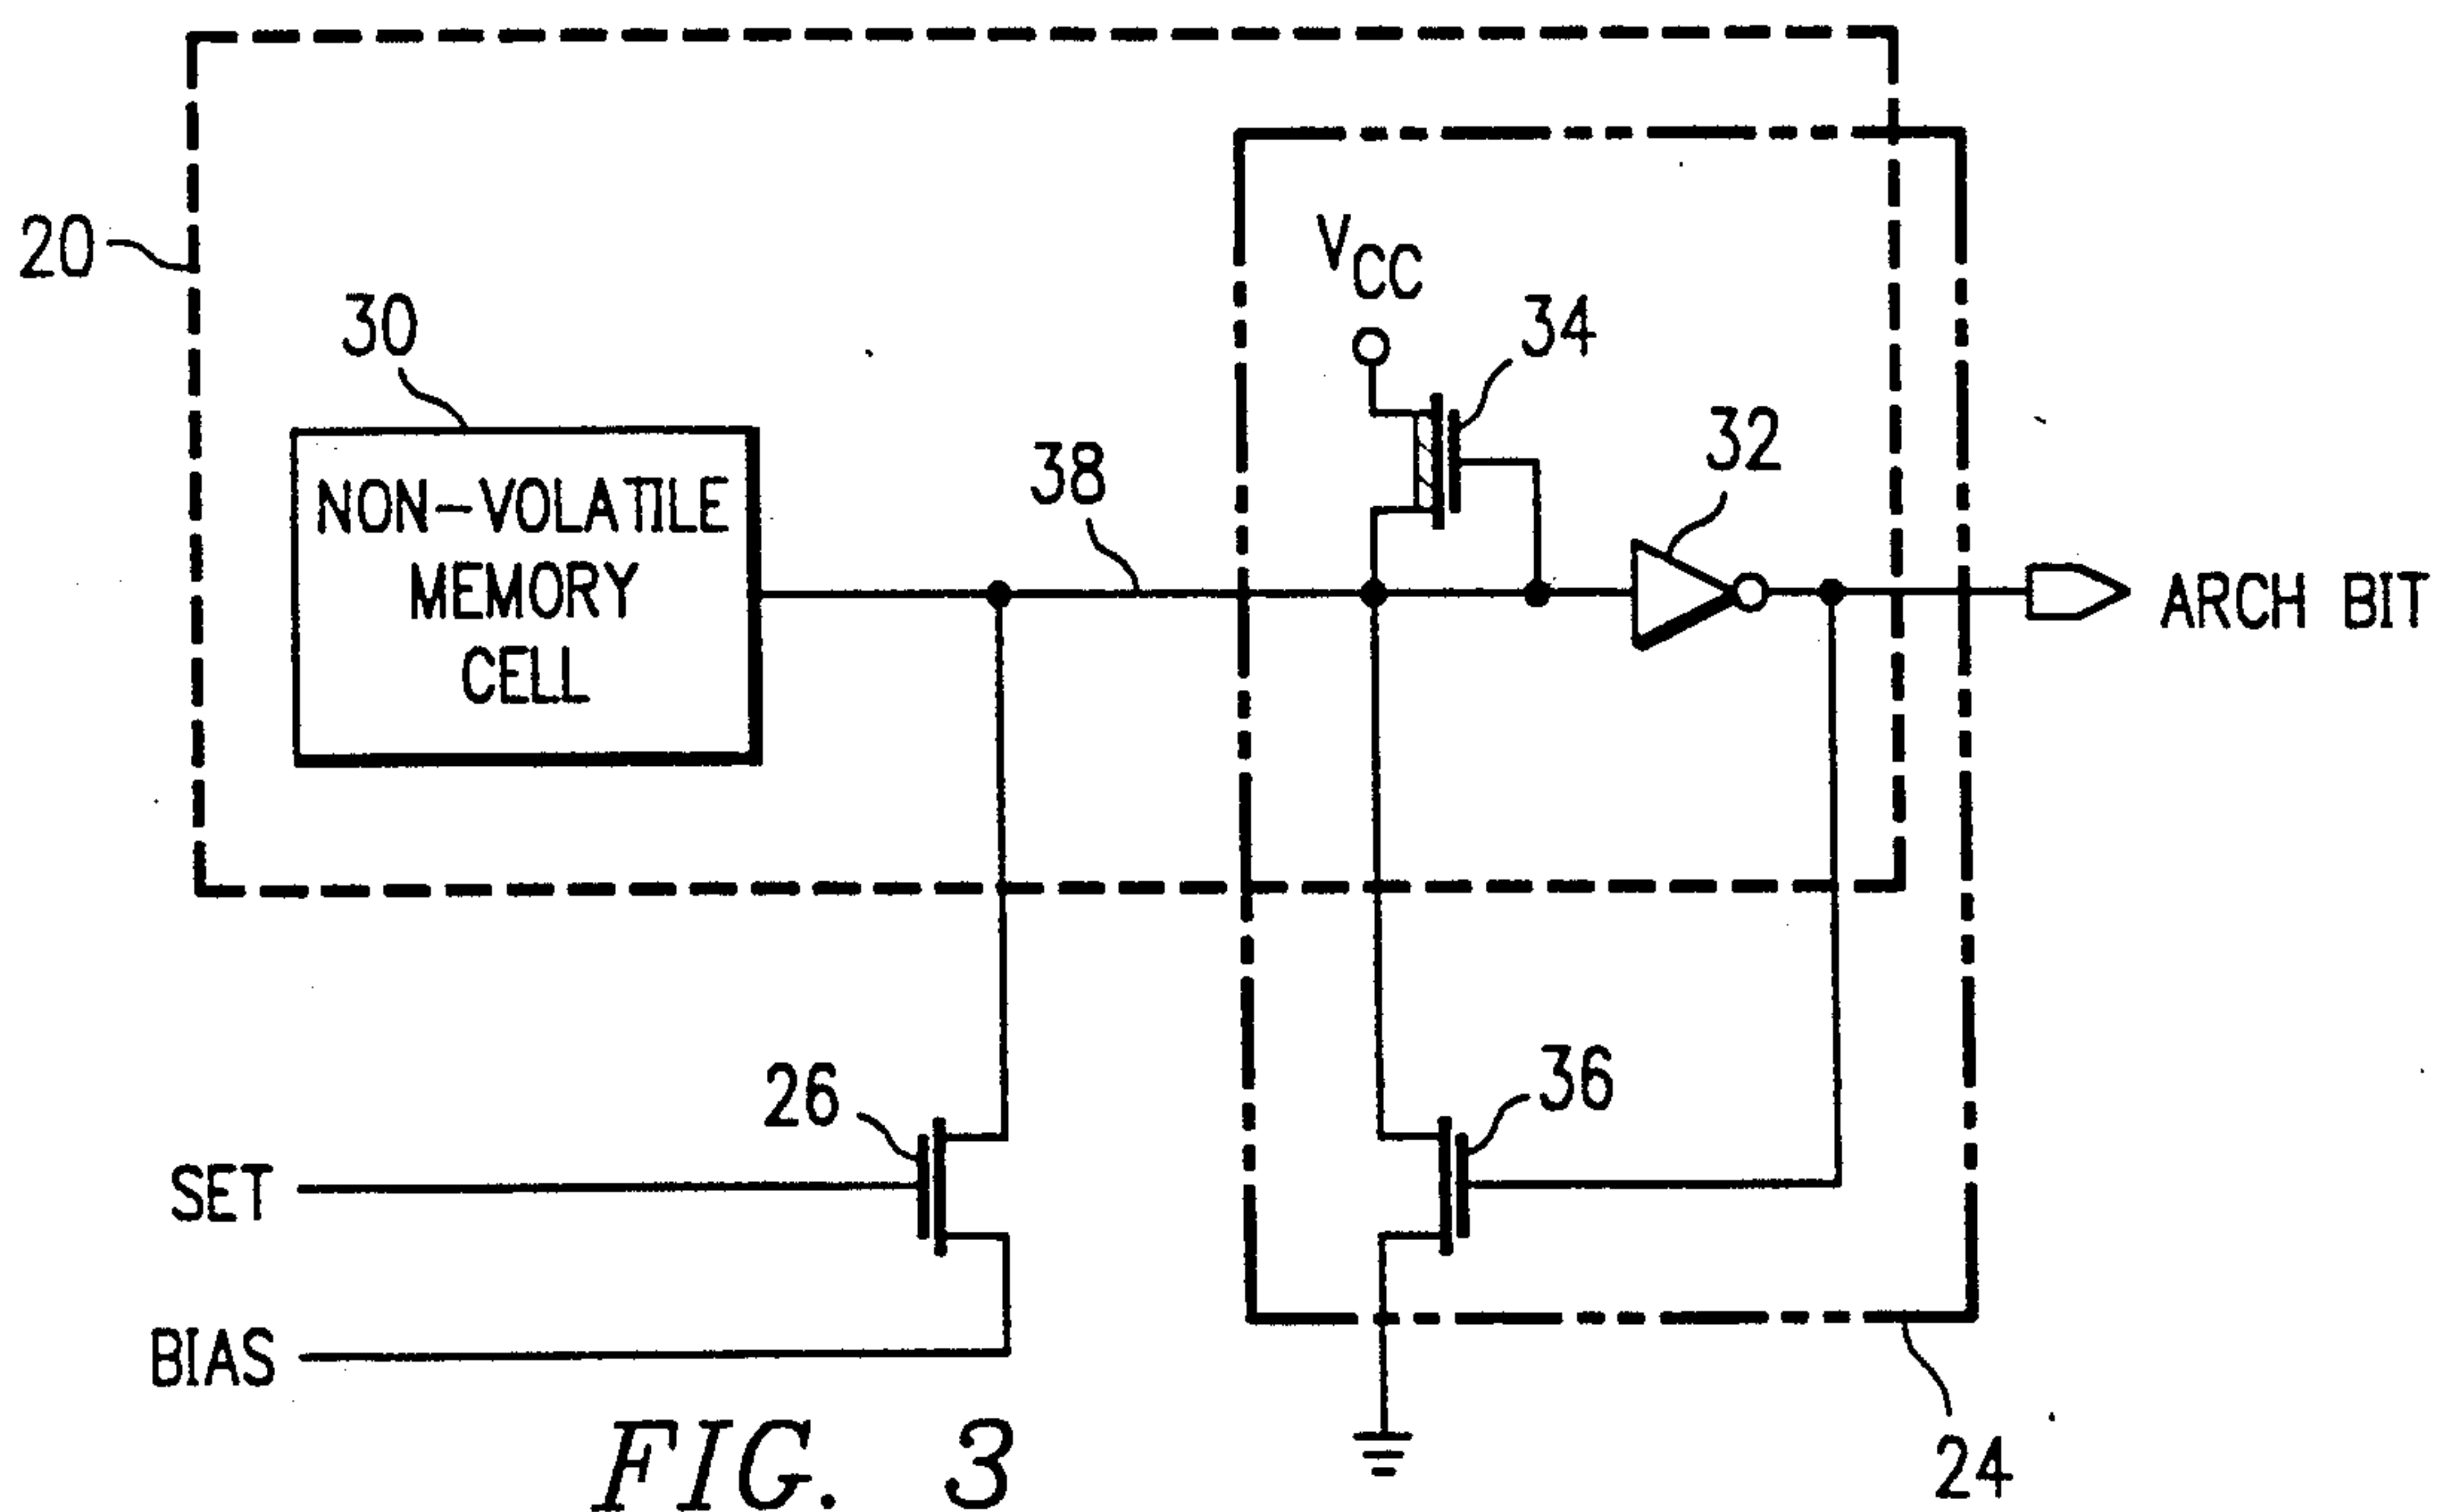 20
30
NON-VOLATILE
MEMORY
CELL
38
VCC
34
32
ARCH BIT
26
36
SET
BIAS
24
FIG. 3